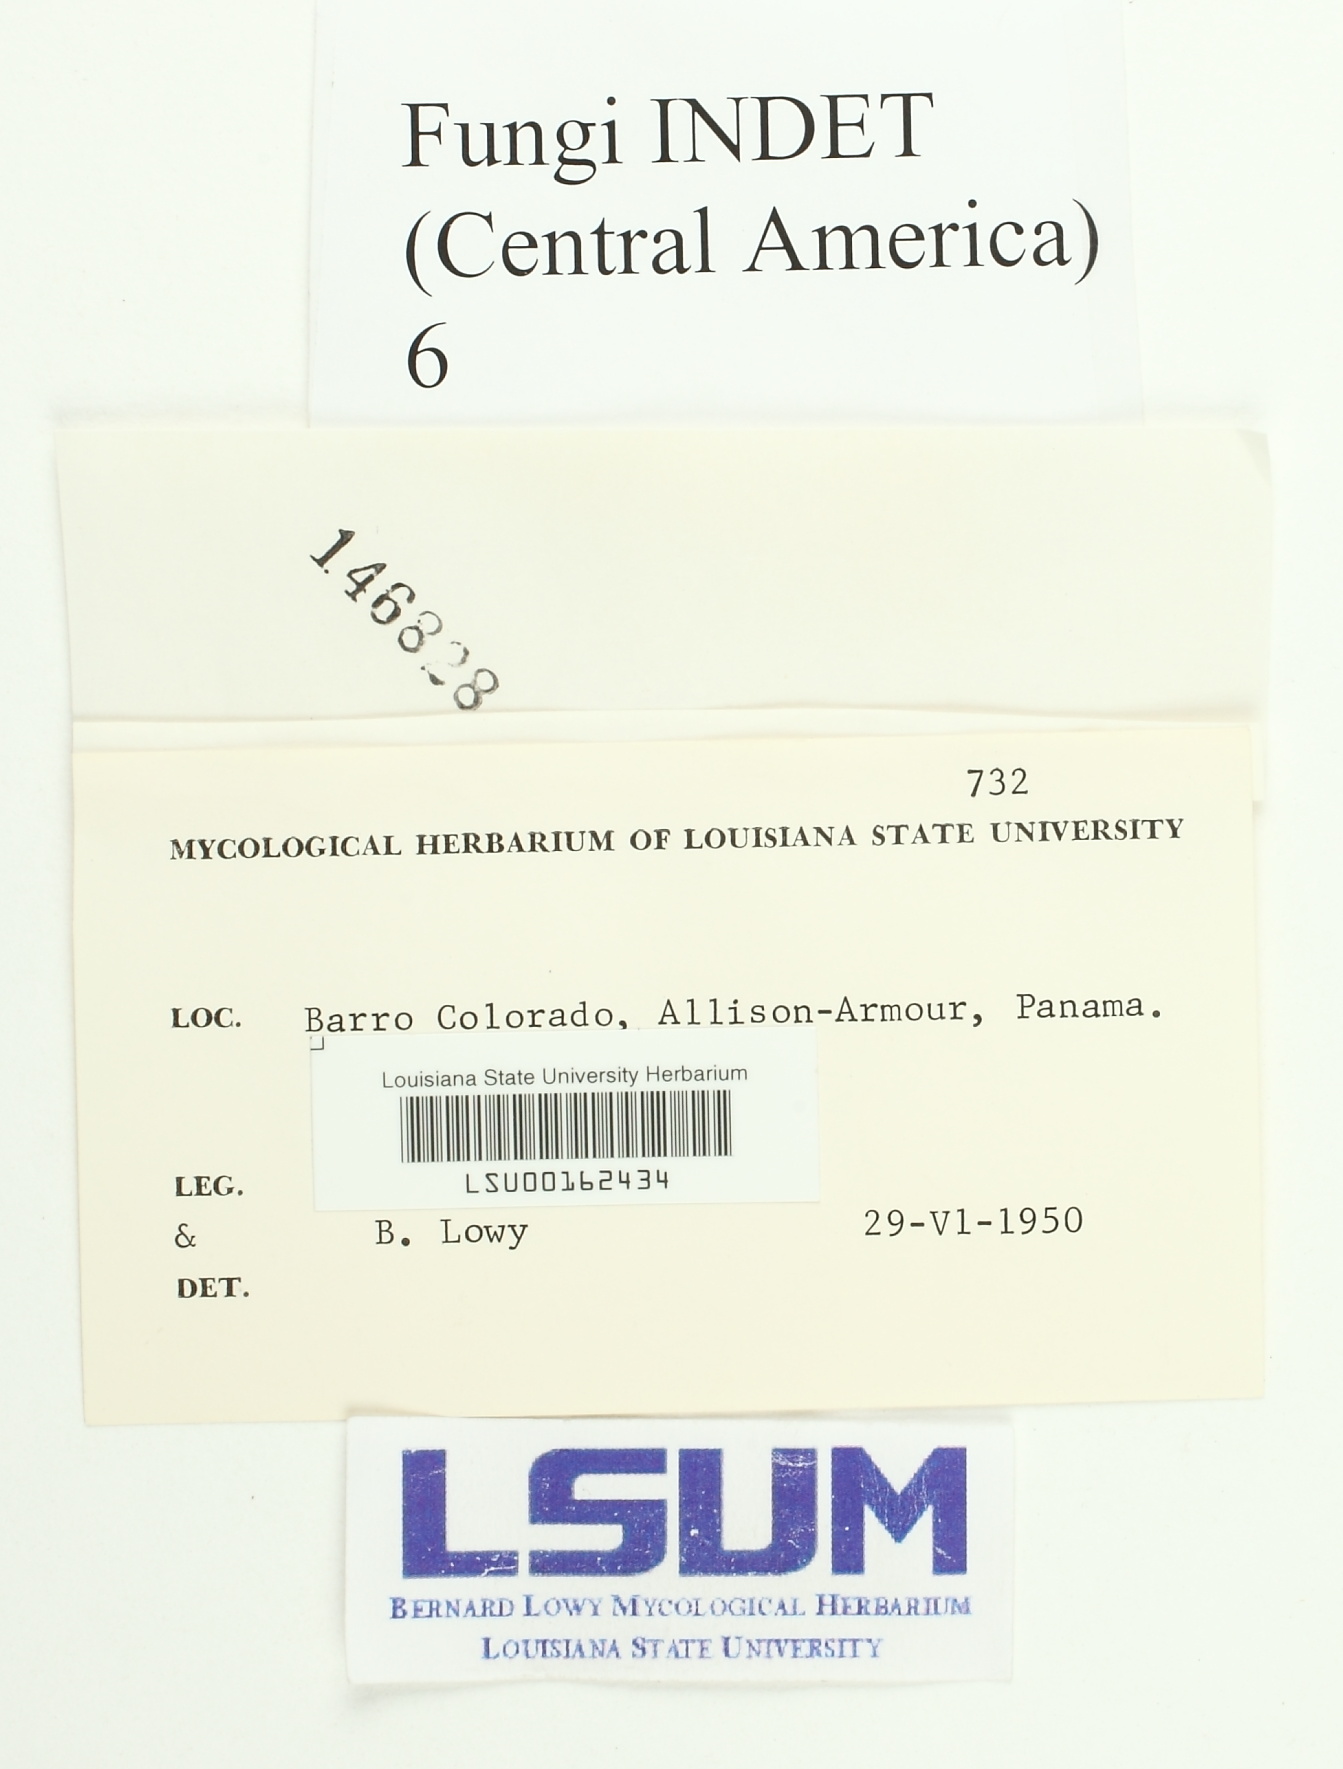 Fungi INDET
(Central America)
6
146828
732
MYCOLOGICAL HERBARIUM OF LOUISIANA STATE UNIVERSITY
LOC. Barro Colorado, Allison-Armour, Panama.
Louisiana State University Herbarium
LSU00162434
LEG.
& B. Lowy 29-V1-1950
DET.
LSUM
BERNARD LOWY MYCOLOGICAL HERBARIUM
LOUISIANA STATE UNIVERSITY